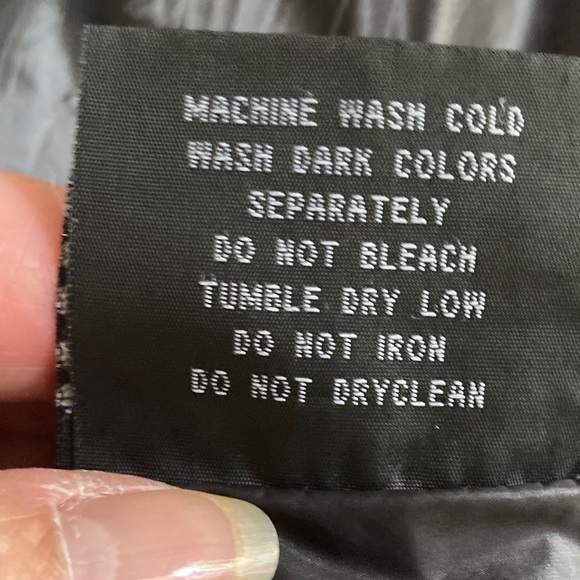 MACHINE WASH COLD
WASH DARK COLORS
SEPARATELY
DO NOT BLEACH
TUMBLE DRY LOW
DO NOT IRON
DO NOT DRYCLEAN